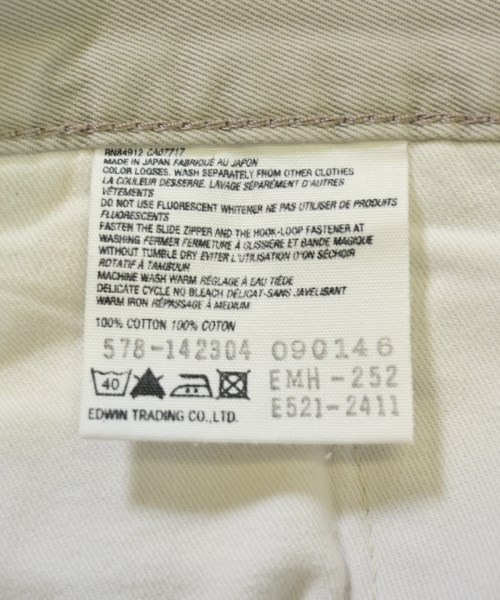 RN84912 CA07717
MADE IN JAPAN FABRIQUÉ AU JAPON
COLOR LOOSES. WASH SEPARATELY FROM OTHER CLOTHES
LA COULEUR DESSERRE. LAVAGE SÉPARÉMENT D'AUTRES
VÊTEMENTS
DO NOT USE FLUORESCENT WHITENER NE PAS UTILISER DE PRODUITS
FLUORESCENTS
FASTEN THE SLIDE ZIPPER AND THE HOOK-LOOP FASTENER AT
WASHING FERMER FERMETURE À GLISSIÈRE ET BANDE MAGIQUE
WITHOUT TUMBLE DRY EVITER L'UTILISATION D'ON SÉCHOIR
ROTATIF À TAMBOUR
MACHINE WASH WARM RÉGLAGE À EAU TIÈDE
DELICATE CYCLE NO BLEACH DÉLICAT-SANS JAVELISANT
WARM IRON RÉPASSAGE À MEDIUM
100% COTTON 100% COTON
578-142304 090146
40 EMH-252
EDWIN TRADING CO., LTD. E521-2411